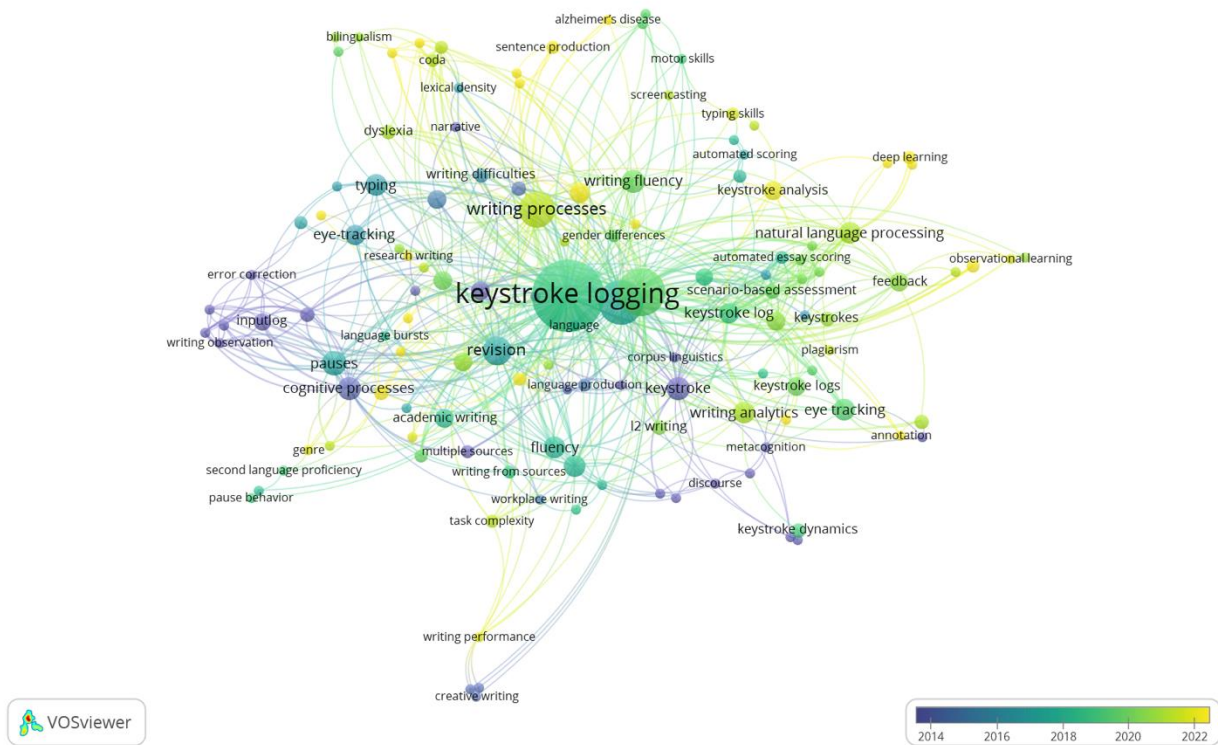 alzheimer's disease
bilingualism
sentence production
coda
motor skills
lexical density
screencasting
typing skills
narrative
dyslexia
automated scoring
deep learning
writing difficulties
typing
writing fluency
keystroke analysis
writing processes
eye-tracking
gender differences
natural language processing
research writing
automated essay scoring
observational learning
error correction
feedback
scenario-based assessment
keystroke logging
keystroke log
keystrokes
inputlog
language
language bursts
writing observation
revision
plagiarism
corpus linguistics
pauses
cognitive processes
language production
keystroke
keystroke logs
academic writing
writing analytics
eye tracking
l2 writing
annotation
genre
multiple sources
fluency
metacognition
second language proficiency
writing from sources
discourse
pause behavior
workplace writing
task complexity
keystroke dynamics
writing performance
creative writing
VOSviewer
2014 2016 2018 2020 2022